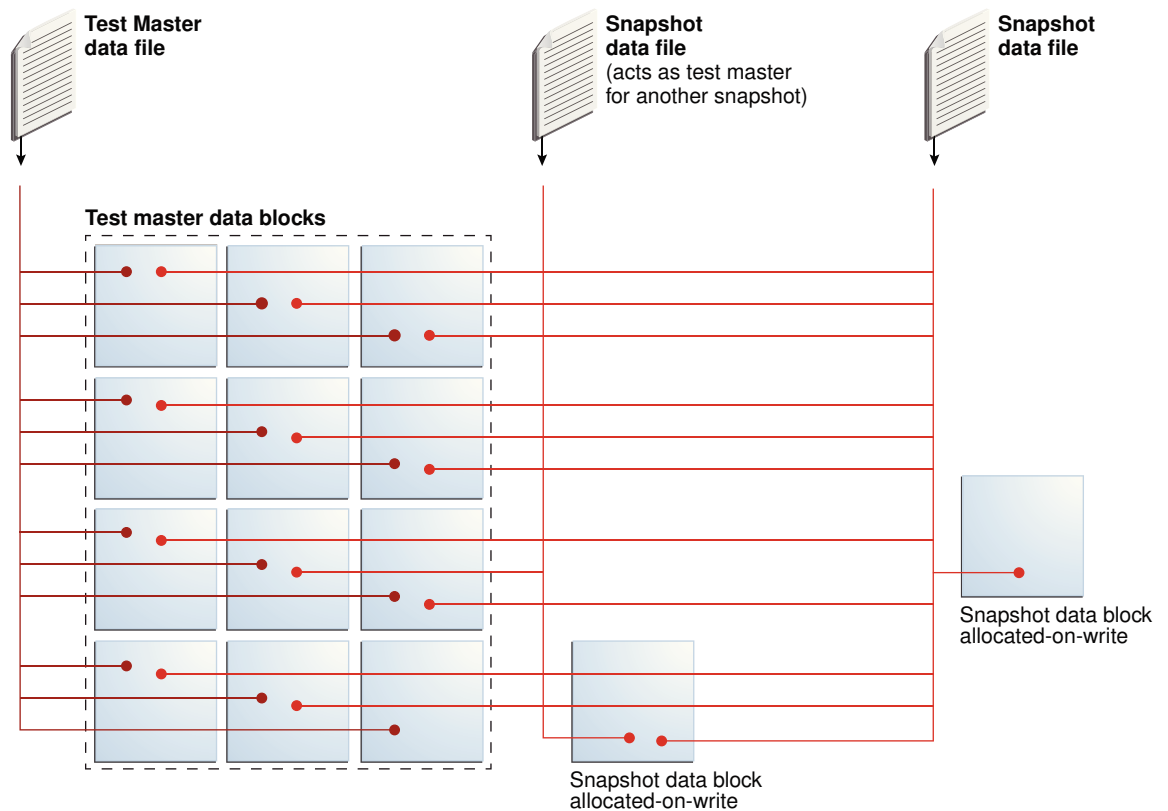 Test Master
data file
Snapshot
data file
(acts as test master
for another snapshot)
Snapshot
data file
Test master data blocks
Snapshot data block
allocated-on-write
Snapshot data block
allocated-on-write